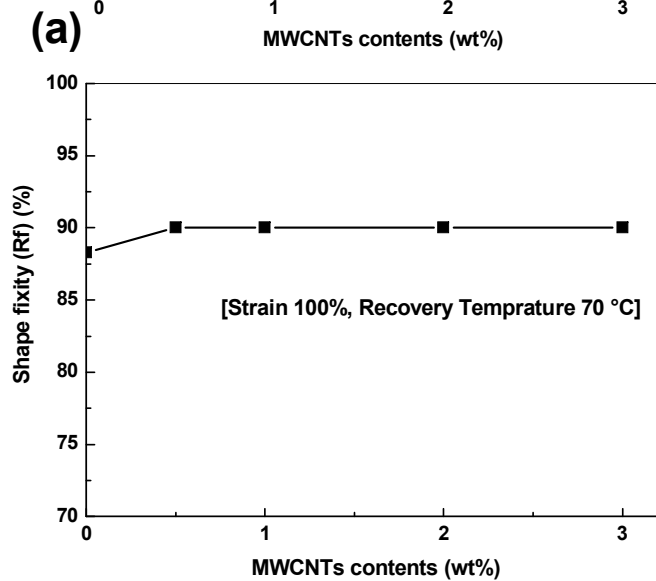 0 1 2 3
(a) MWCNTs contents (wt%)
100
95
90
85
80
75
70
Shape fixity (Rf) (%)
[Strain 100%, Recovery Temprature 70 °C]
0 1 2 3
MWCNTs contents (wt%)